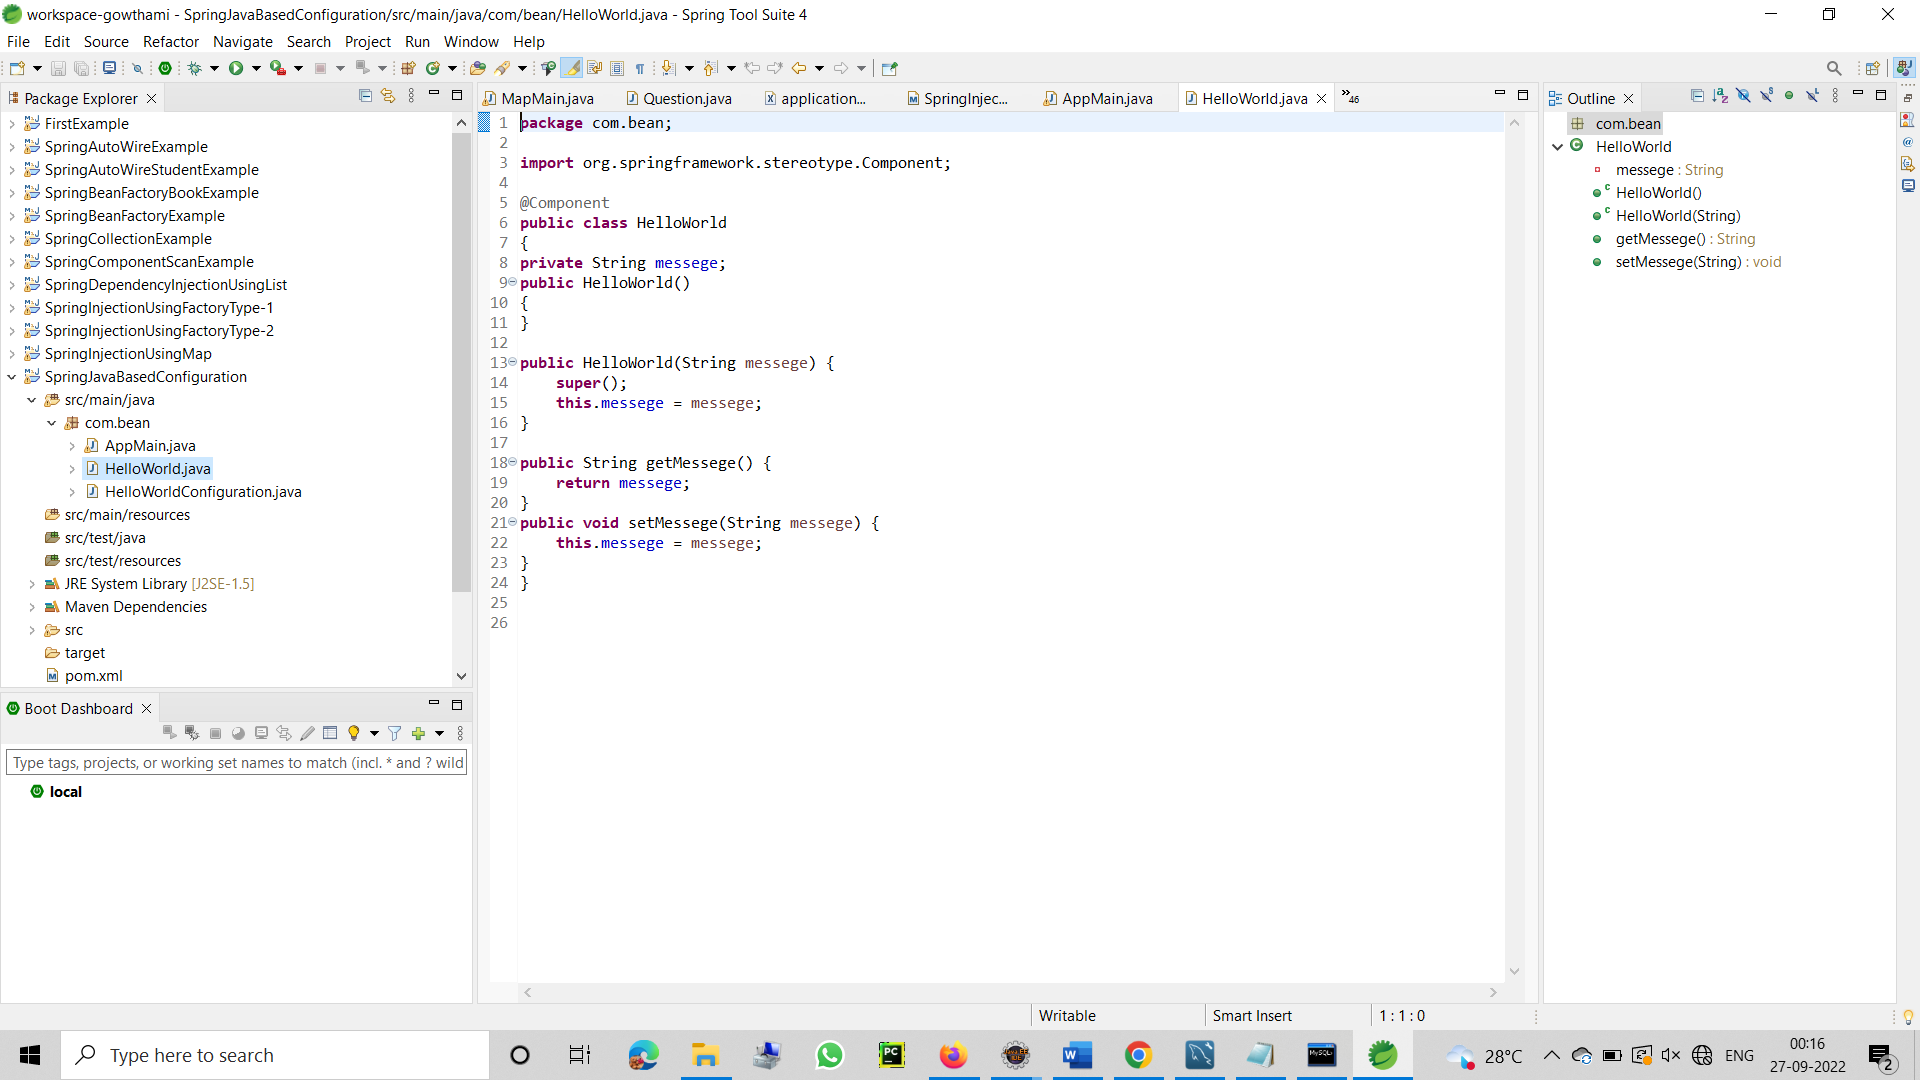 workspace-gowthami - SpringJavaBasedConfiguration/src/main/java/com/bean/HelloWorld.java - Spring Tool Suite 4
File Edit Source Refactor Navigate Search Project Run Window Help
Package Explorer
FirstExample
SpringAutoWireExample
SpringAutoWireStudentExample
SpringBeanFactoryBookExample
SpringBeanFactoryExample
SpringCollectionExample
SpringComponentScanExample
SpringDependencyInjectionUsingList
SpringInjectionUsingFactoryType-1
SpringInjectionUsingFactoryType-2
SpringInjectionUsingMap
SpringJavaBasedConfiguration
src/main/java
com.bean
AppMain.java
HelloWorld.java
HelloWorldConfiguration.java
src/main/resources
src/test/java
src/test/resources
JRE System Library [J2SE-1.5]
Maven Dependencies
src
target
pom.xml
Boot Dashboard
Type tags, projects, or working set names to match (incl. * and ? wild
local
MapMain.java Question.java application... SpringInjec... AppMain.java HelloWorld.java »46
1 package com.bean;
2
3 import org.springframework.stereotype.Component;
4
5 @Component
6 public class HelloWorld
7 {
8 private String messege;
9 public HelloWorld()
10 {
11 }
12
13 public HelloWorld(String messege) {
14     super();
15     this.messege = messege;
16 }
17
18 public String getMessege() {
19     return messege;
20 }
21 public void setMessege(String messege) {
22     this.messege = messege;
23 }
24 }
25
26
Outline
com.bean
HelloWorld
messege : String
HelloWorld()
HelloWorld(String)
getMessege() : String
setMessege(String) : void
Writable Smart Insert 1 : 1 : 0
Type here to search
28°C ENG
00:16
27-09-2022
2